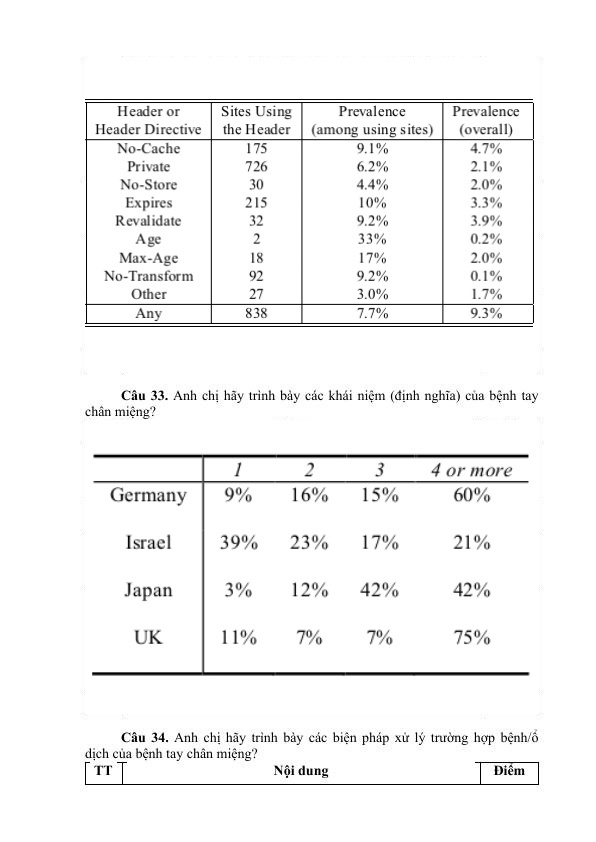 Header or Sites Using Prevalence Prevalence
Header Directive the Header (among using sites) (overall)
No-Cache 175 9.1% 4.7%
Private 726 6.2% 2.1%
No-Store 30 4.4% 2.0%
Expires 215 10% 3.3%
Revalidate 32 9.2% 3.9%
Age 2 33% 0.2%
Max-Age 18 17% 2.0%
No-Transform 92 9.2% 0.1%
Other 27 3.0% 1.7%
Any 838 7.7% 9.3%
Câu 33. Anh chị hãy trình bày các khái niệm (định nghĩa) của bệnh tay
chân miệng?
1 2 3 4 or more
Germany 9% 16% 15% 60%
Israel 39% 23% 17% 21%
Japan 3% 12% 42% 42%
UK 11% 7% 7% 75%
Câu 34. Anh chị hãy trình bày các biện pháp xử lý trường hợp bệnh/ổ
dịch của bệnh tay chân miệng?
TT Nội dung Điểm